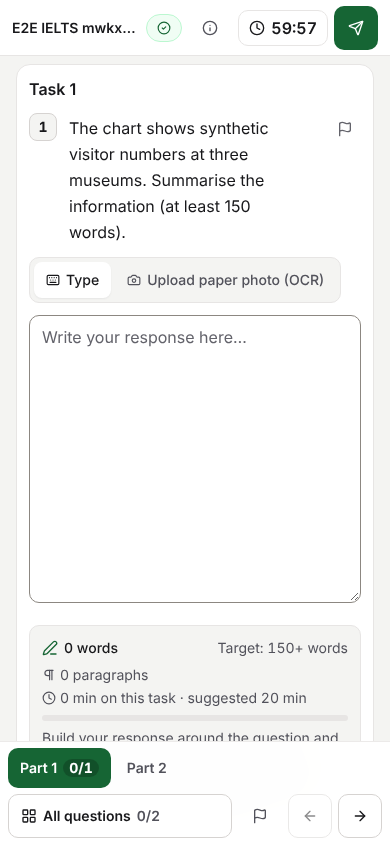 E2E IELTS mwkx...
59:57
Task 1
1
The chart shows synthetic
visitor numbers at three
museums. Summarise the
information (at least 150
words).
Type
Upload paper photo (OCR)
Write your response here...
0 words
Target: 150+ words
0 paragraphs
0 min on this task · suggested 20 min
Build your response around the question and
Part 1 0/1
Part 2
All questions 0/2